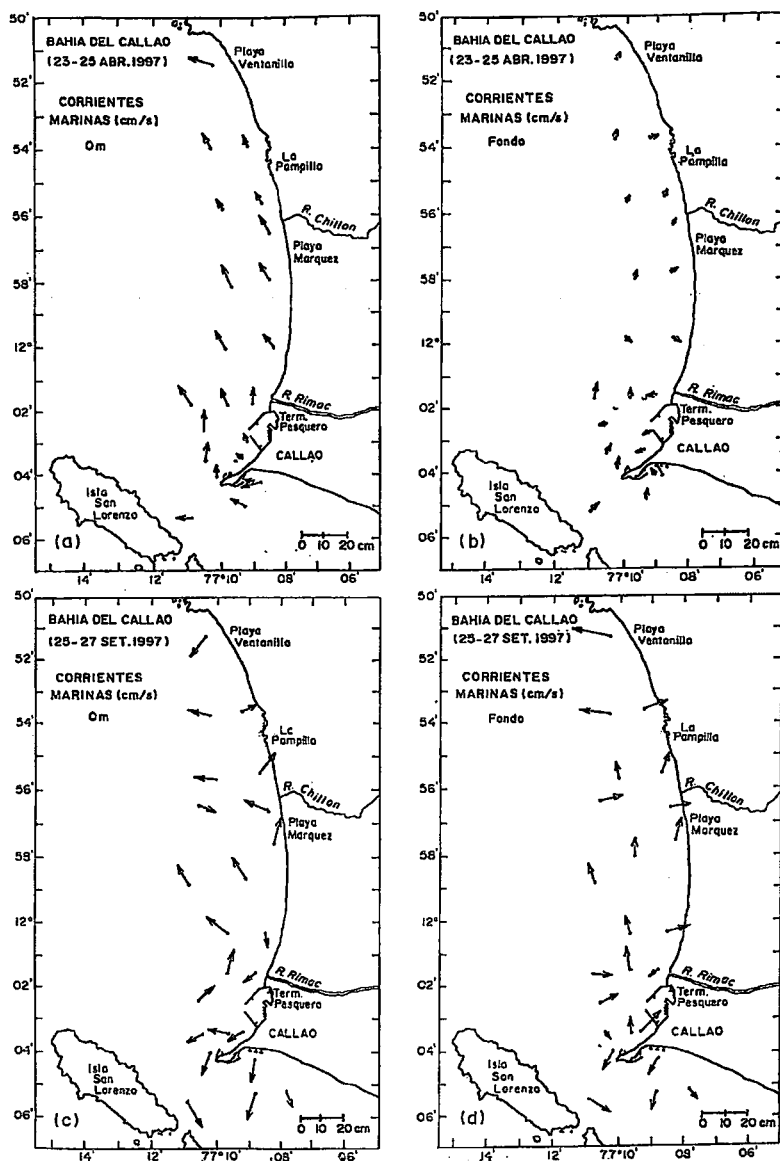 BAHIA DEL CALLAO
(23-25 ABR.1997)
CORRIENTES
MARINAS (cm/s)
0m
Playa
Ventanilla
La
Pampilla
R. Chillon
Playa
Marquez
R. Rimac
Term.
Pesquero
CALLAO
Isla
San
Lorenzo
(a)
0 10 20 cm
50'
52'
54'
56'
58'
12°
02'
04'
06'
14'
12'
77°10'
08'
06'
BAHIA DEL CALLAO
(23-25 ABR.1997)
CORRIENTES
MARINAS (cm/s)
Fondo
Playa
Ventanilla
La
Pampilla
R. Chillon
Playa
Marquez
R. Rimac
Term.
Pesquero
CALLAO
Isla
San
Lorenzo
(b)
0 10 20 cm
50'
52'
54'
56'
58'
12°
02'
04'
06'
14'
12'
77°10'
08'
06'
BAHIA DEL CALLAO
(25-27 SET.1997)
CORRIENTES
MARINAS (cm/s)
0m
Playa
Ventanilla
La
Pampilla
R. Chillon
Playa
Marquez
R. Rimac
Term.
Pesquero
CALLAO
Isla
San
Lorenzo
(c)
0 10 20 cm
50'
52'
54'
56'
58'
12°
02'
04'
06'
14'
12'
77°10'
08'
06'
BAHIA DEL CALLAO
(25-27 SET.1997)
CORRIENTES
MARINAS (cm/s)
Fondo
Playa
Ventanilla
La
Pampilla
R. Chillon
Playa
Marquez
R. Rimac
Term.
Pesquero
CALLAO
Isla
San
Lorenzo
(d)
0 10 20 cm
50'
52'
54'
56'
58'
12°
02'
04'
06'
14'
12'
77°10'
08'
06'